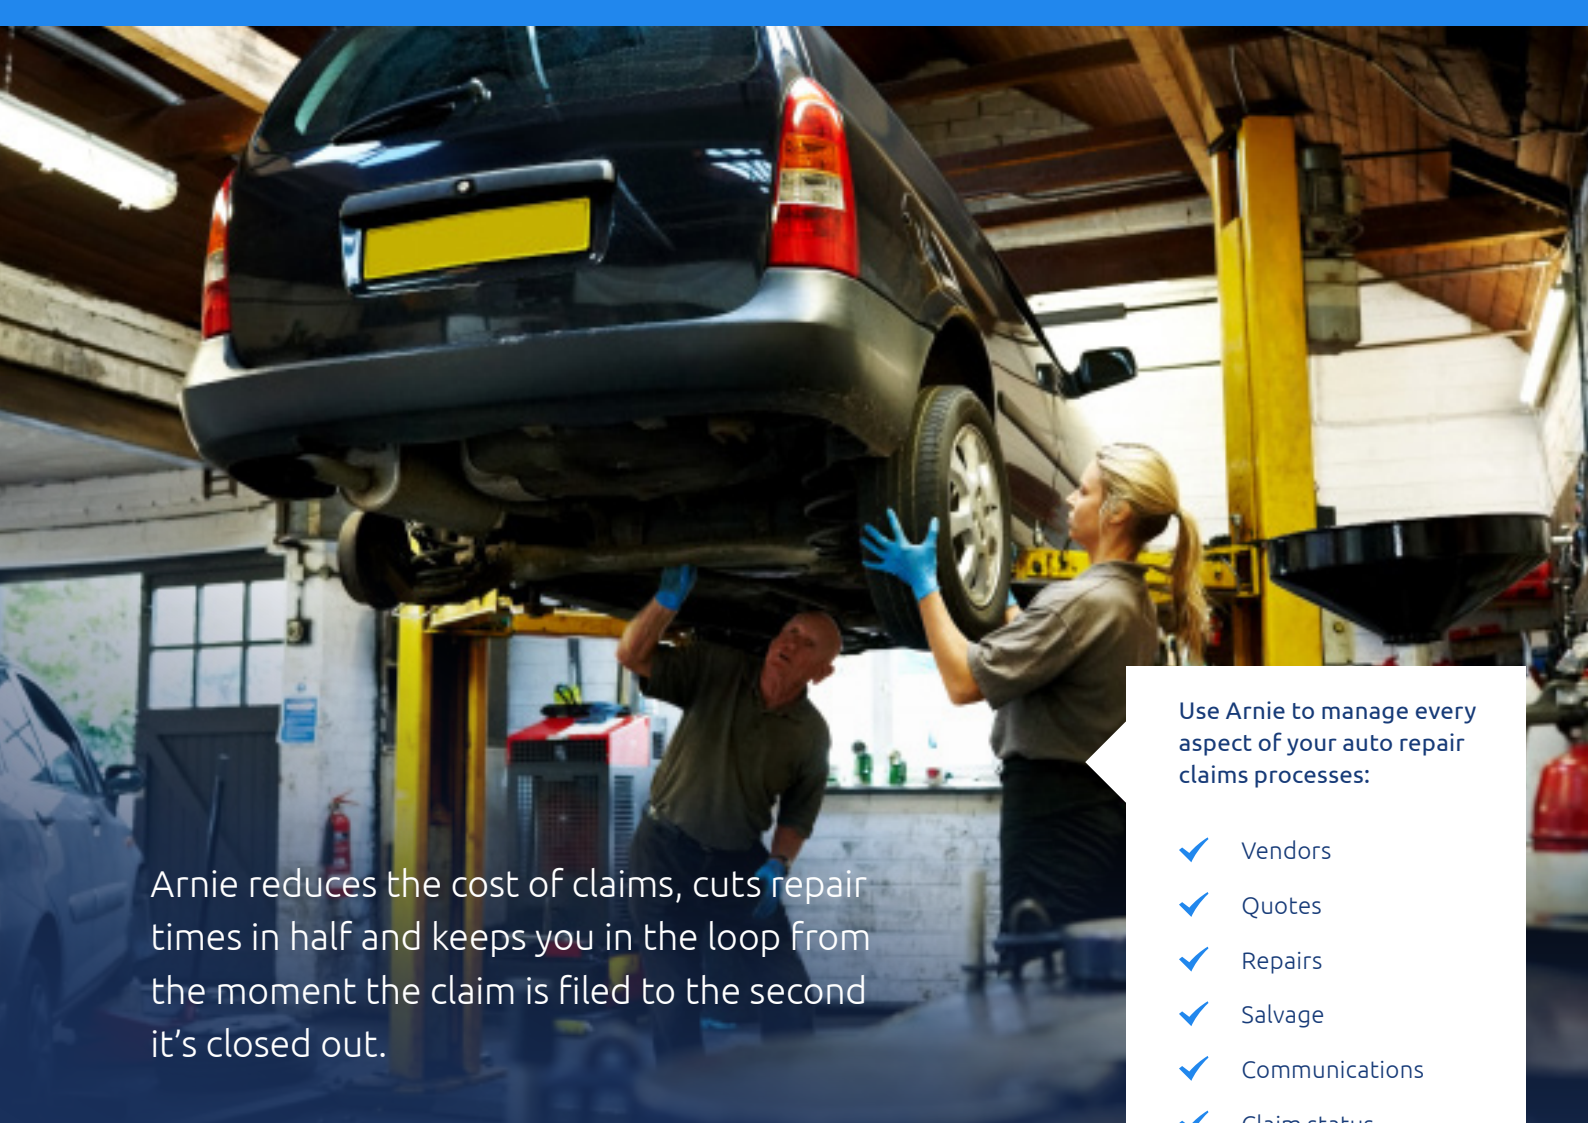 Arnie reduces the cost of claims, cuts repair
times in half and keeps you in the loop from
the moment the claim is filed to the second
it’s closed out.
Use Arnie to manage every
aspect of your auto repair
claims processes:
Vendors
Quotes
Repairs
Salvage
Communications
Claim status